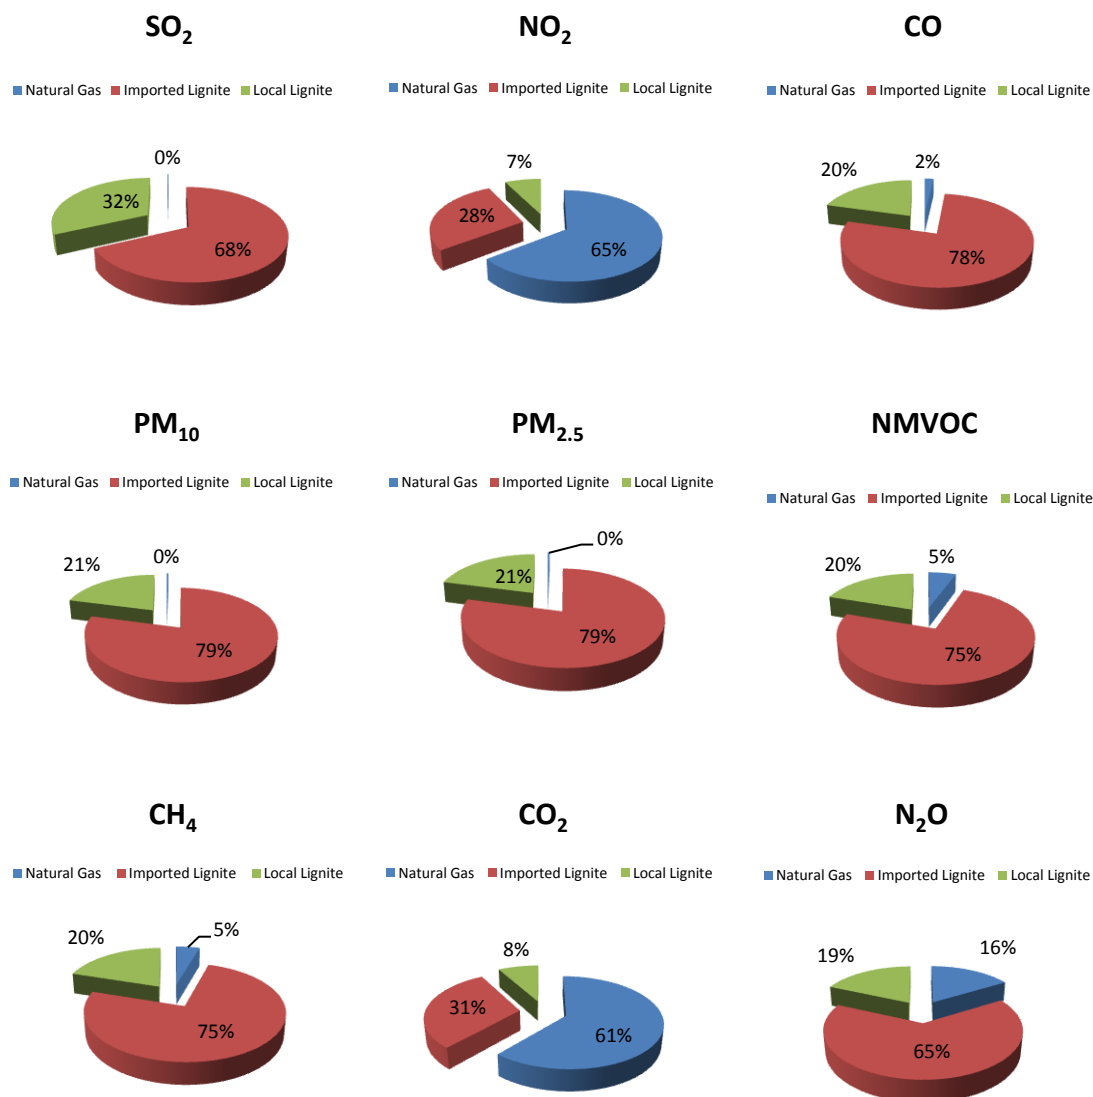 SO₂
Natural Gas Imported Lignite Local Lignite
0%
32%
68%
NO₂
Natural Gas Imported Lignite Local Lignite
7%
28%
65%
CO
Natural Gas Imported Lignite Local Lignite
2%
20%
78%
PM₁₀
Natural Gas Imported Lignite Local Lignite
0%
21%
79%
PM₂.₅
Natural Gas Imported Lignite Local Lignite
0%
21%
79%
NMVOC
Natural Gas Imported Lignite Local Lignite
5%
20%
75%
CH₄
Natural Gas Imported Lignite Local Lignite
5%
20%
75%
CO₂
Natural Gas Imported Lignite Local Lignite
8%
31%
61%
N₂O
Natural Gas Imported Lignite Local Lignite
16%
19%
65%